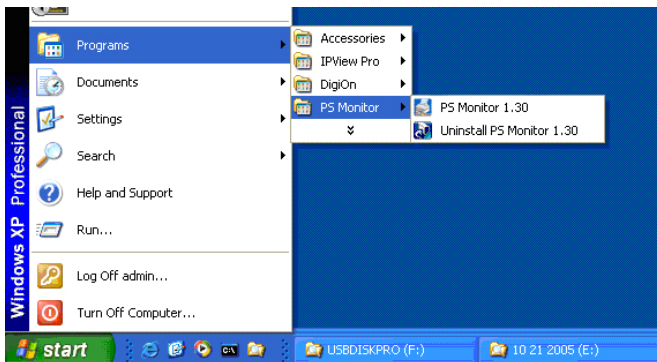 Programs
Documents
Settings
Search
Help and Support
Run...
Log Off admin...
Turn Off Computer...
Windows XP Professional
Accessories
IPView Pro
DigiOn
PS Monitor
PS Monitor 1.30
Uninstall PS Monitor 1.30
start
USBDISKPRO (F:)
10 21 2005 (E:)